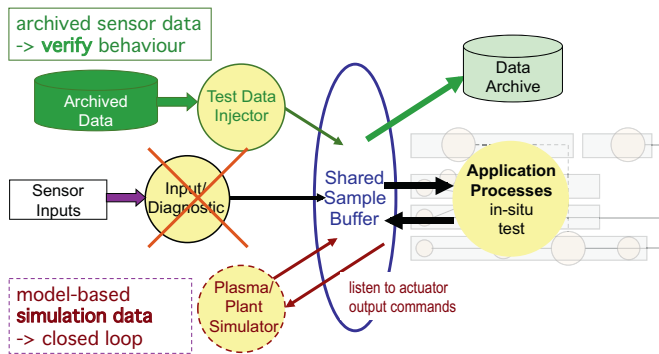 archived sensor data
-> verify behaviour
Archived
Data
Test Data
Injector
Data
Archive
Sensor
Inputs
Input/
Diagnostic
Shared
Sample
Buffer
Application
Processes
in-situ
test
model-based
simulation data
-> closed loop
Plasma/
Plant
Simulator
listen to actuator
output commands